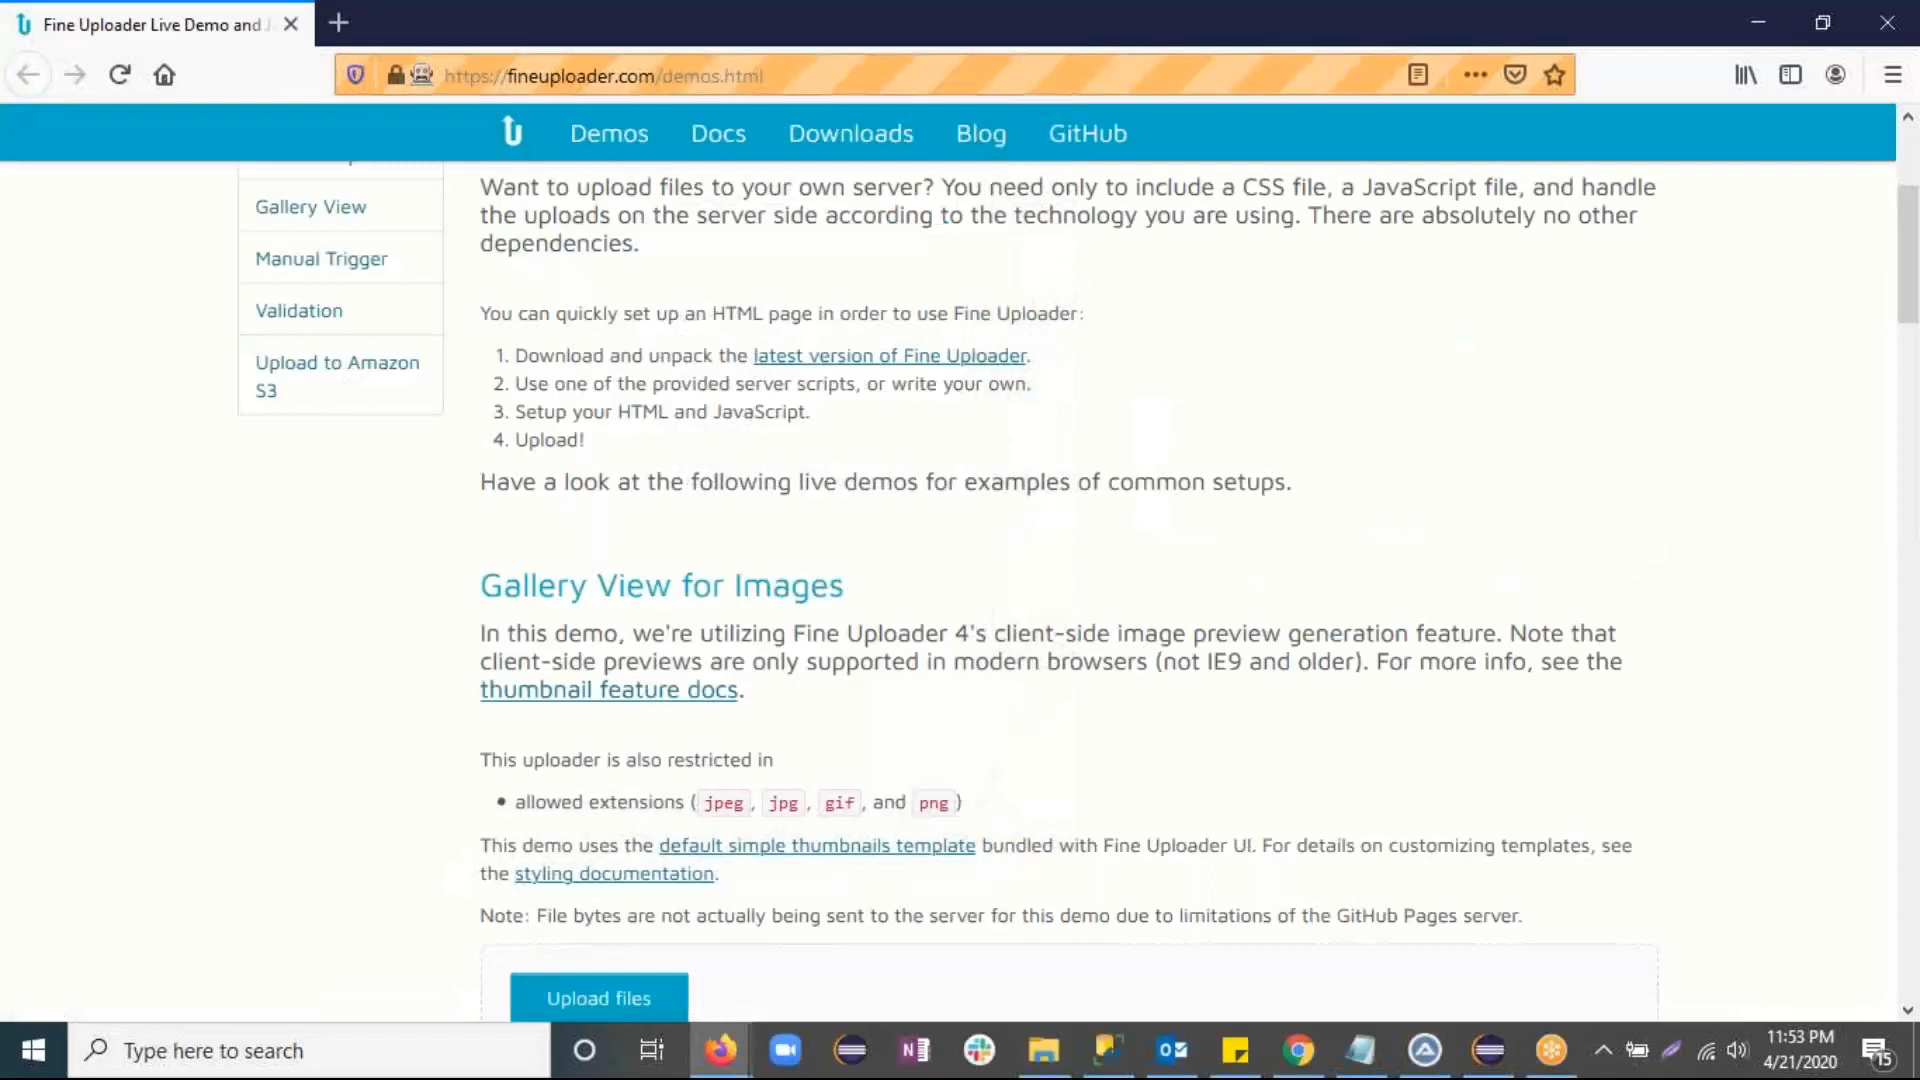 Fine Uploader Live Demo and
https://fineuploader.com/demos.html
Demos
Docs
Downloads
Blog
GitHub
Gallery View
Manual Trigger
Validation
Upload to Amazon
S3
Want to upload files to your own server? You need only to include a CSS file, a JavaScript file, and handle
the uploads on the server side according to the technology you are using. There are absolutely no other
dependencies.
You can quickly set up an HTML page in order to use Fine Uploader:
1. Download and unpack the latest version of Fine Uploader.
2. Use one of the provided server scripts, or write your own.
3. Setup your HTML and JavaScript.
4. Upload!
Have a look at the following live demos for examples of common setups.
Gallery View for Images
In this demo, we're utilizing Fine Uploader 4's client-side image preview generation feature. Note that
client-side previews are only supported in modern browsers (not IE9 and older). For more info, see the
thumbnail feature docs.
This uploader is also restricted in
• allowed extensions ( jpeg , jpg , gif , and png )
This demo uses the default simple thumbnails template bundled with Fine Uploader UI. For details on customizing templates, see
the styling documentation.
Note: File bytes are not actually being sent to the server for this demo due to limitations of the GitHub Pages server.
Upload files
Type here to search
11:53 PM
4/21/2020
15